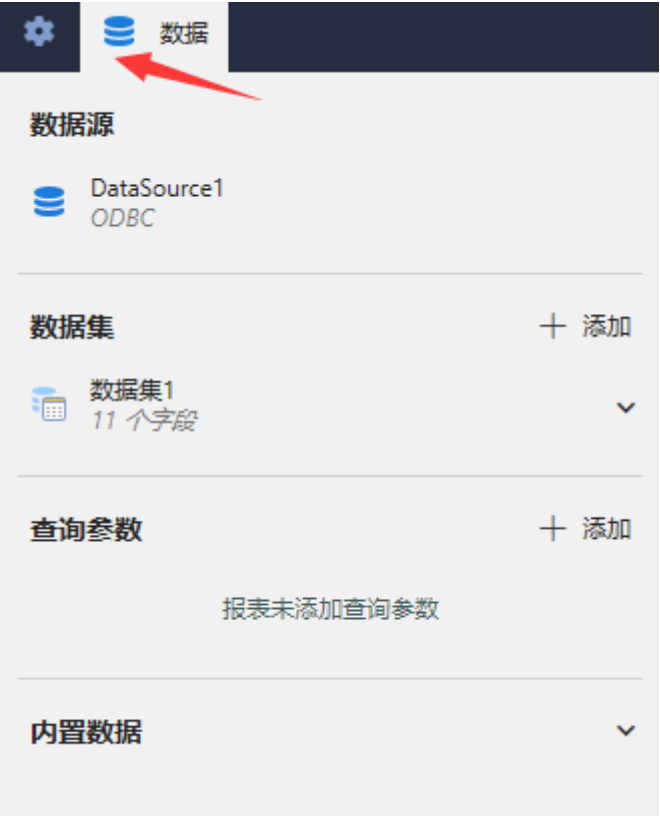 数据
数据源
DataSource1
ODBC
数据集
添加
数据集1
11 个字段
查询参数
添加
报表未添加查询参数
内置数据